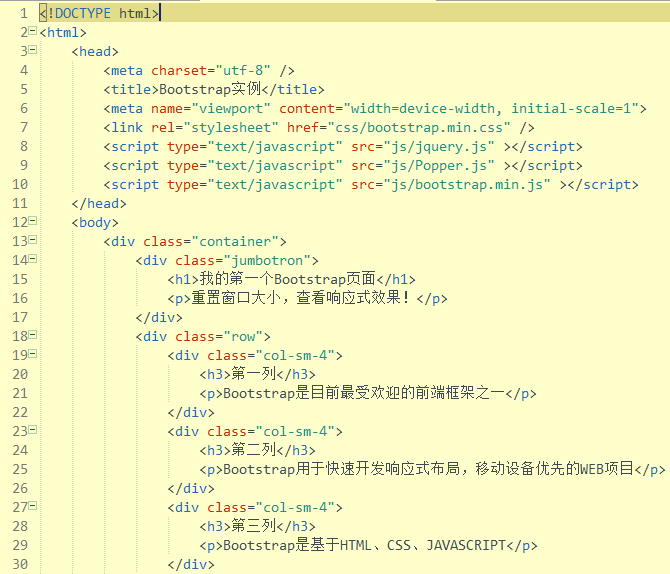 1 <!DOCTYPE html>
2 <html>
3 <head>
4 <meta charset="utf-8" />
5 <title>Bootstrap实例</title>
6 <meta name="viewport" content="width=device-width, initial-scale=1">
7 <link rel="stylesheet" href="css/bootstrap.min.css" />
8 <script type="text/javascript" src="js/jquery.js" ></script>
9 <script type="text/javascript" src="js/Popper.js" ></script>
10 <script type="text/javascript" src="js/bootstrap.min.js" ></script>
11 </head>
12 <body>
13 <div class="container">
14 <div class="jumbotron">
15 <h1>我的第一个Bootstrap页面</h1>
16 <p>重置窗口大小，查看响应式效果！</p>
17 </div>
18 <div class="row">
19 <div class="col-sm-4">
20 <h3>第一列</h3>
21 <p>Bootstrap是目前最受欢迎的前端框架之一</p>
22 </div>
23 <div class="col-sm-4">
24 <h3>第二列</h3>
25 <p>Bootstrap用于快速开发响应式布局，移动设备优先的WEB项目</p>
26 </div>
27 <div class="col-sm-4">
28 <h3>第三列</h3>
29 <p>Bootstrap是基于HTML、CSS、JAVASCRIPT</p>
30 </div>